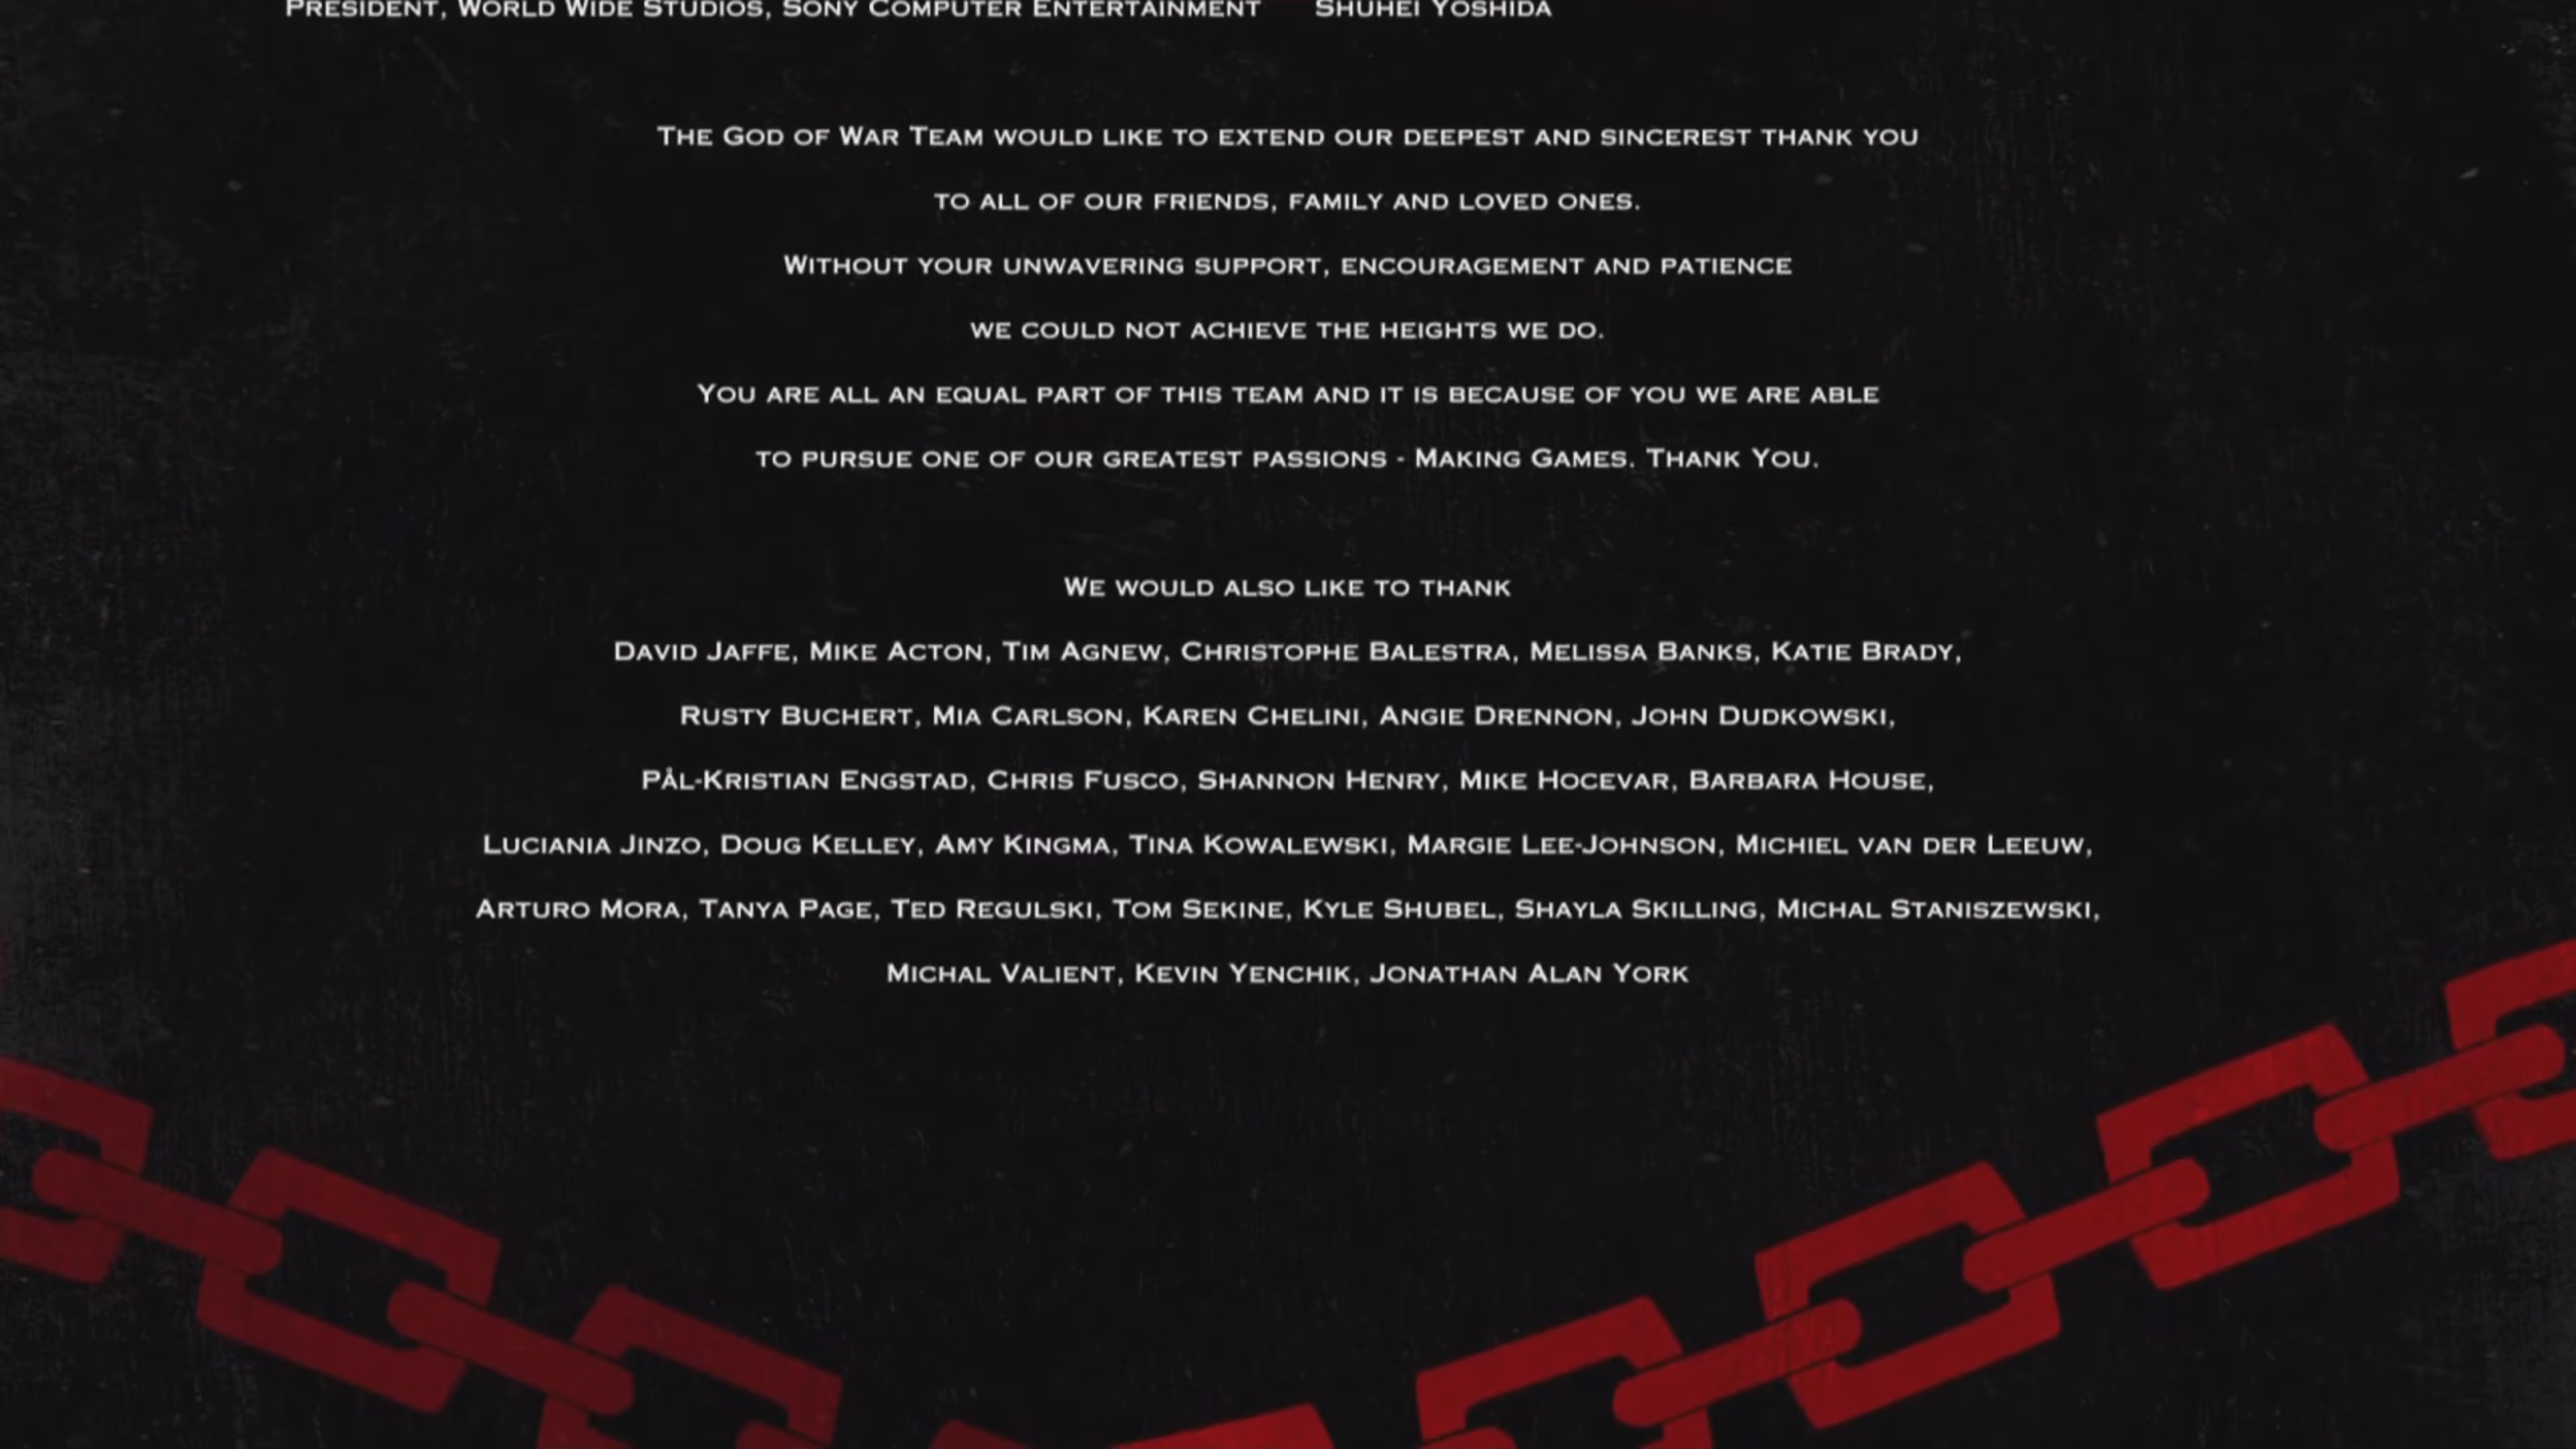 President, World Wide Studios, Sony Computer Entertainment Shuhei Yoshida
The God of War Team would like to extend our deepest and sincerest thank you
to all of our friends, family and loved ones.
Without your unwavering support, encouragement and patience
we could not achieve the heights we do.
You are all an equal part of this team and it is because of you we are able
to pursue one of our greatest passions - Making Games. Thank You.
We would also like to thank
David Jaffe, Mike Acton, Tim Agnew, Christophe Balestra, Melissa Banks, Katie Brady,
Rusty Buchert, Mia Carlson, Karen Chelini, Angie Drennon, John Dudkowski,
Pål-Kristian Engstad, Chris Fusco, Shannon Henry, Mike Hocevar, Barbara House,
Luciania Jinzo, Doug Kelley, Amy Kingma, Tina Kowalewski, Margie Lee-Johnson, Michiel van der Leeuw,
Arturo Mora, Tanya Page, Ted Regulski, Tom Sekine, Kyle Shubel, Shayla Skilling, Michal Staniszewski,
Michal Valient, Kevin Yenchik, Jonathan Alan York